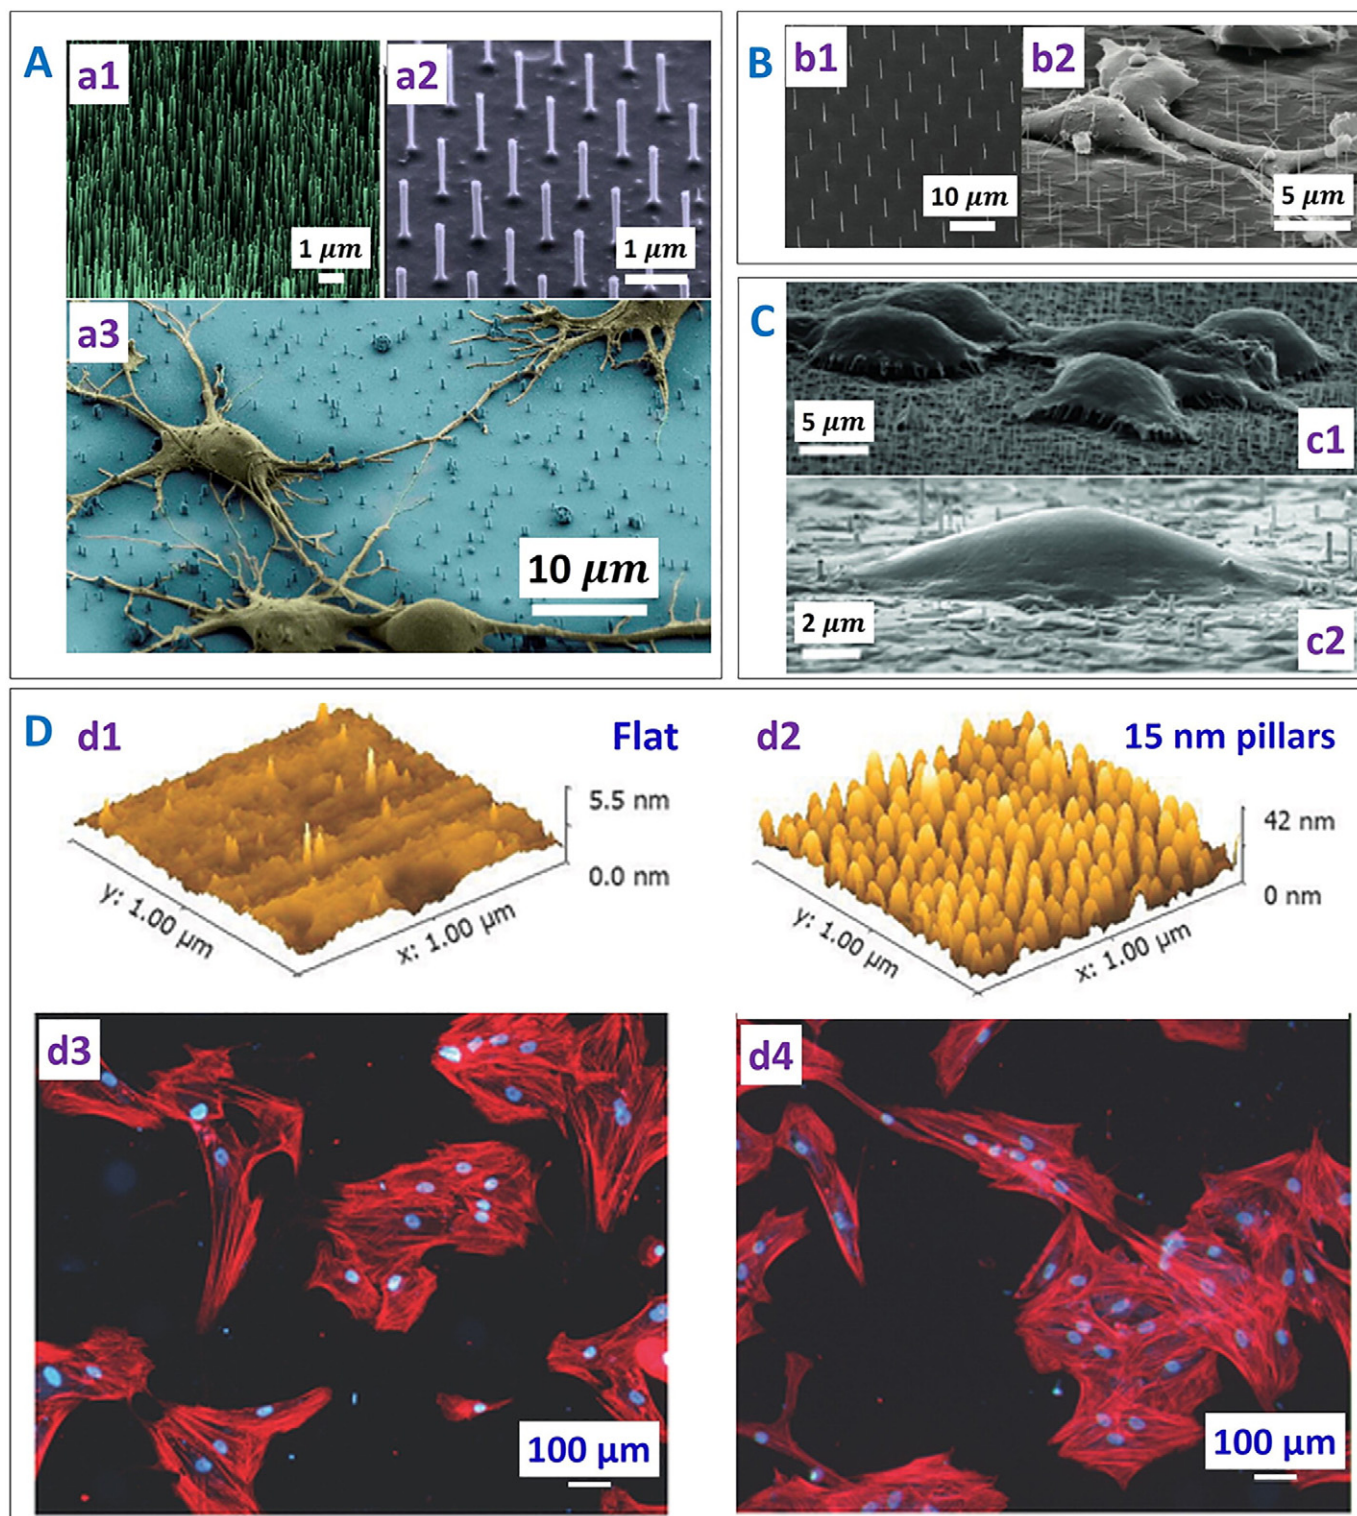 A
a1
1 μm
a2
1 μm
a3
10 μm
B
b1
10 μm
b2
5 μm
C
5 μm
c1
2 μm
c2
D
d1
Flat
5.5 nm
0.0 nm
y: 1.00 μm
x: 1.00 μm
d2
15 nm pillars
42 nm
0 nm
y: 1.00 μm
x: 1.00 μm
d3
100 μm
d4
100 μm